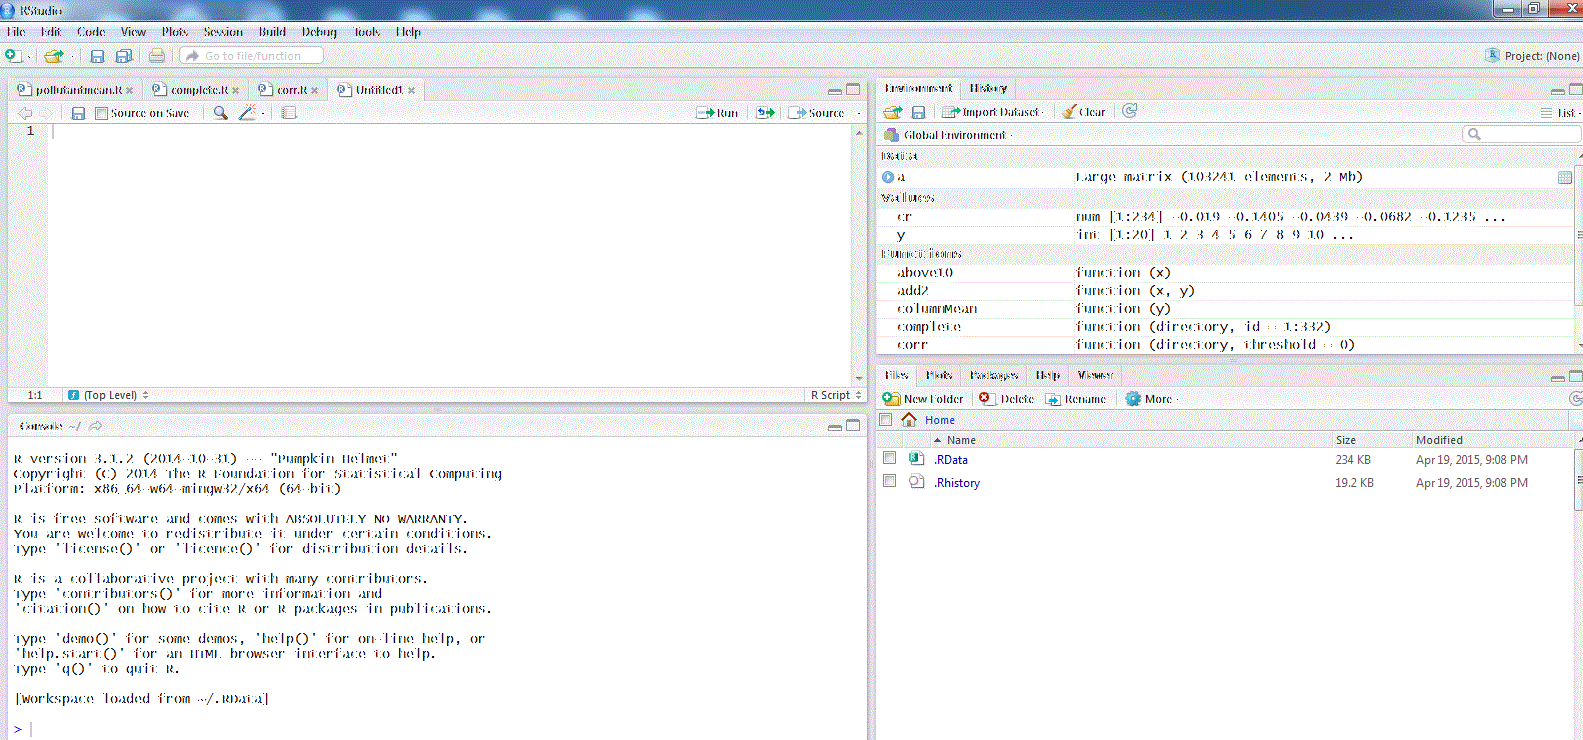 RStudio
File Edit Code View Plots Session Build Debug Tools Help
Go to file/function
Project: (None)
pollutantmean.R
complete.R
corr.R
Untitled1
Source on Save
Run
Source
1
1:1
(Top Level)
R Script
Console ~/
R version 3.1.2 (2014-10-31) -- "Pumpkin Helmet"
Copyright (C) 2014 The R Foundation for Statistical Computing
Platform: x86_64-w64-mingw32/x64 (64-bit)
R is free software and comes with ABSOLUTELY NO WARRANTY.
You are welcome to redistribute it under certain conditions.
Type 'license()' or 'licence()' for distribution details.
R is a collaborative project with many contributors.
Type 'contributors()' for more information and
'citation()' on how to cite R or R packages in publications.
Type 'demo()' for some demos, 'help()' for on-line help, or
'help.start()' for an HTML browser interface to help.
Type 'q()' to quit R.
[Workspace loaded from ~/.RData]
>
Environment History
Import Dataset
Clear
List
Global Environment
Data
a Large matrix (103241 elements, 2 Mb)
Values
cr num [1:234] -0.019 -0.1405 -0.0439 -0.0682 -0.1235 ...
y int [1:20] 1 2 3 4 5 6 7 8 9 10 ...
Functions
above10 function (x)
add2 function (x, y)
columnMean function (y)
complete function (directory, id = 1:332)
corr function (directory, threshold = 0)
Files Plots Packages Help Viewer
New Folder Delete Rename More
Home
Name Size Modified
.RData 234 KB Apr 19, 2015, 9:08 PM
.Rhistory 19.2 KB Apr 19, 2015, 9:08 PM